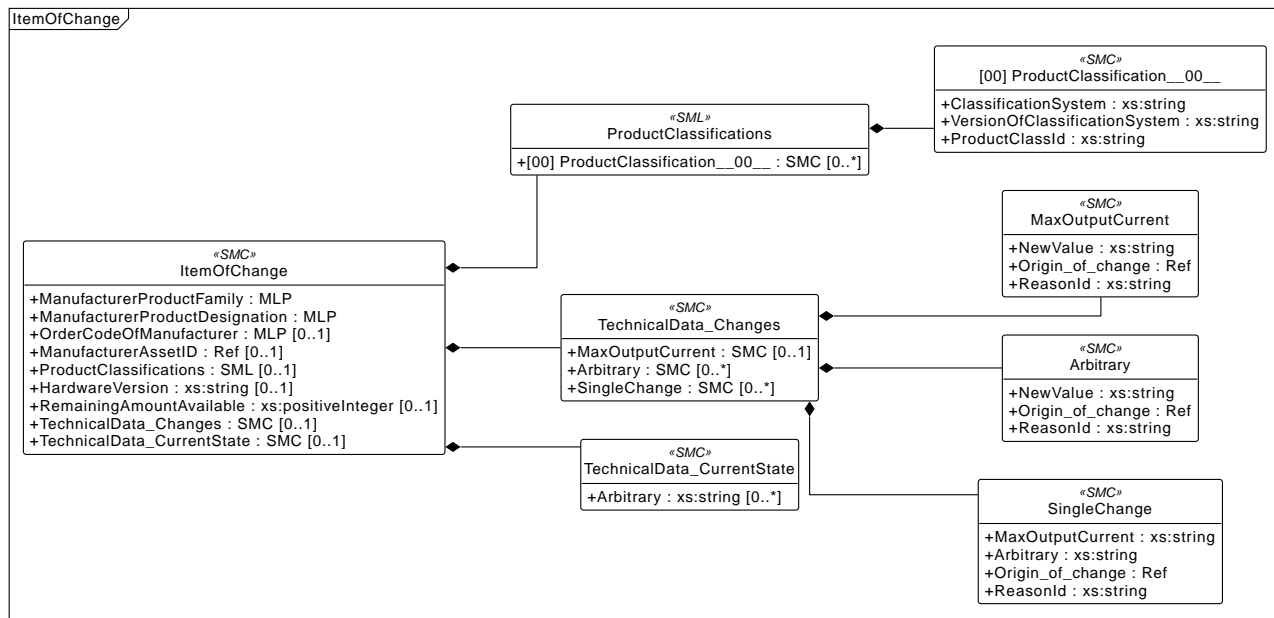 ItemOfChange
«SMC»
[00] ProductClassification__00__
+ClassificationSystem : xs:string
+VersionOfClassificationSystem : xs:string
+ProductClassId : xs:string
«SML»
ProductClassifications
+[00] ProductClassification__00__ : SMC [0..*]
«SMC»
MaxOutputCurrent
+NewValue : xs:string
+Origin_of_change : Ref
+ReasonId : xs:string
«SMC»
ItemOfChange
+ManufacturerProductFamily : MLP
+ManufacturerProductDesignation : MLP
+OrderCodeOfManufacturer : MLP [0..1]
+ManufacturerAssetID : Ref [0..1]
+ProductClassifications : SML [0..1]
+HardwareVersion : xs:string [0..1]
+RemainingAmountAvailable : xs:positiveInteger [0..1]
+TechnicalData_Changes : SMC [0..1]
+TechnicalData_CurrentState : SMC [0..1]
«SMC»
TechnicalData_Changes
+MaxOutputCurrent : SMC [0..1]
+Arbitrary : SMC [0..*]
+SingleChange : SMC [0..*]
«SMC»
Arbitrary
+NewValue : xs:string
+Origin_of_change : Ref
+ReasonId : xs:string
«SMC»
TechnicalData_CurrentState
+Arbitrary : xs:string [0..*]
«SMC»
SingleChange
+MaxOutputCurrent : xs:string
+Arbitrary : xs:string
+Origin_of_change : Ref
+ReasonId : xs:string